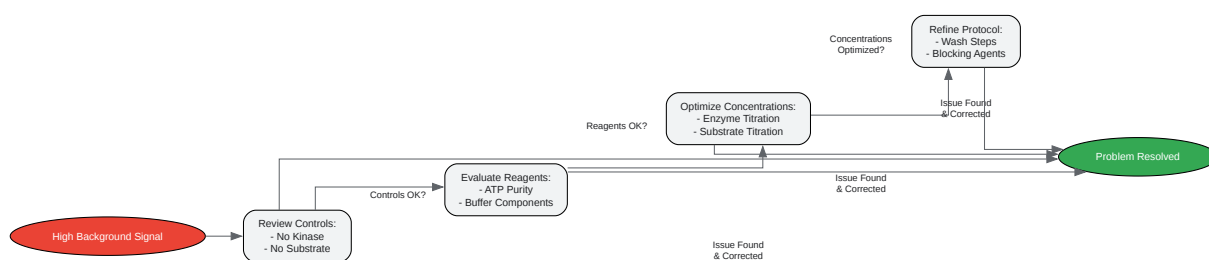 High Background Signal
Review Controls:
- No Kinase
- No Substrate
Controls OK?
Evaluate Reagents:
- ATP Purity
- Buffer Components
Reagents OK?
Optimize Concentrations:
- Enzyme Titration
- Substrate Titration
Concentrations
Optimized?
Refine Protocol:
- Wash Steps
- Blocking Agents
Issue Found
& Corrected
Issue Found
& Corrected
Issue Found
& Corrected
Problem Resolved